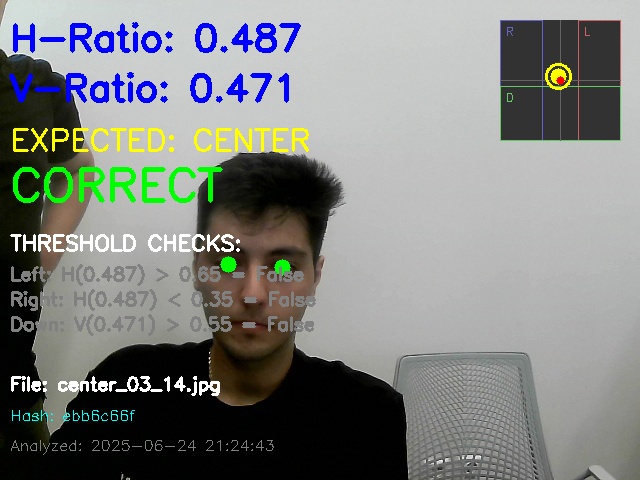 H-Ratio: 0.487
V-Ratio: 0.471
EXPECTED: CENTER
CORRECT
THRESHOLD CHECKS:
Left: H(0.487) > 0.65 = False
Right: H(0.487) < 0.35 = False
Down: V(0.471) > 0.55 = False
File: center_03_14.jpg
Hash: ebb6c66f
Analyzed: 2025-06-24 21:24:43
R L
D